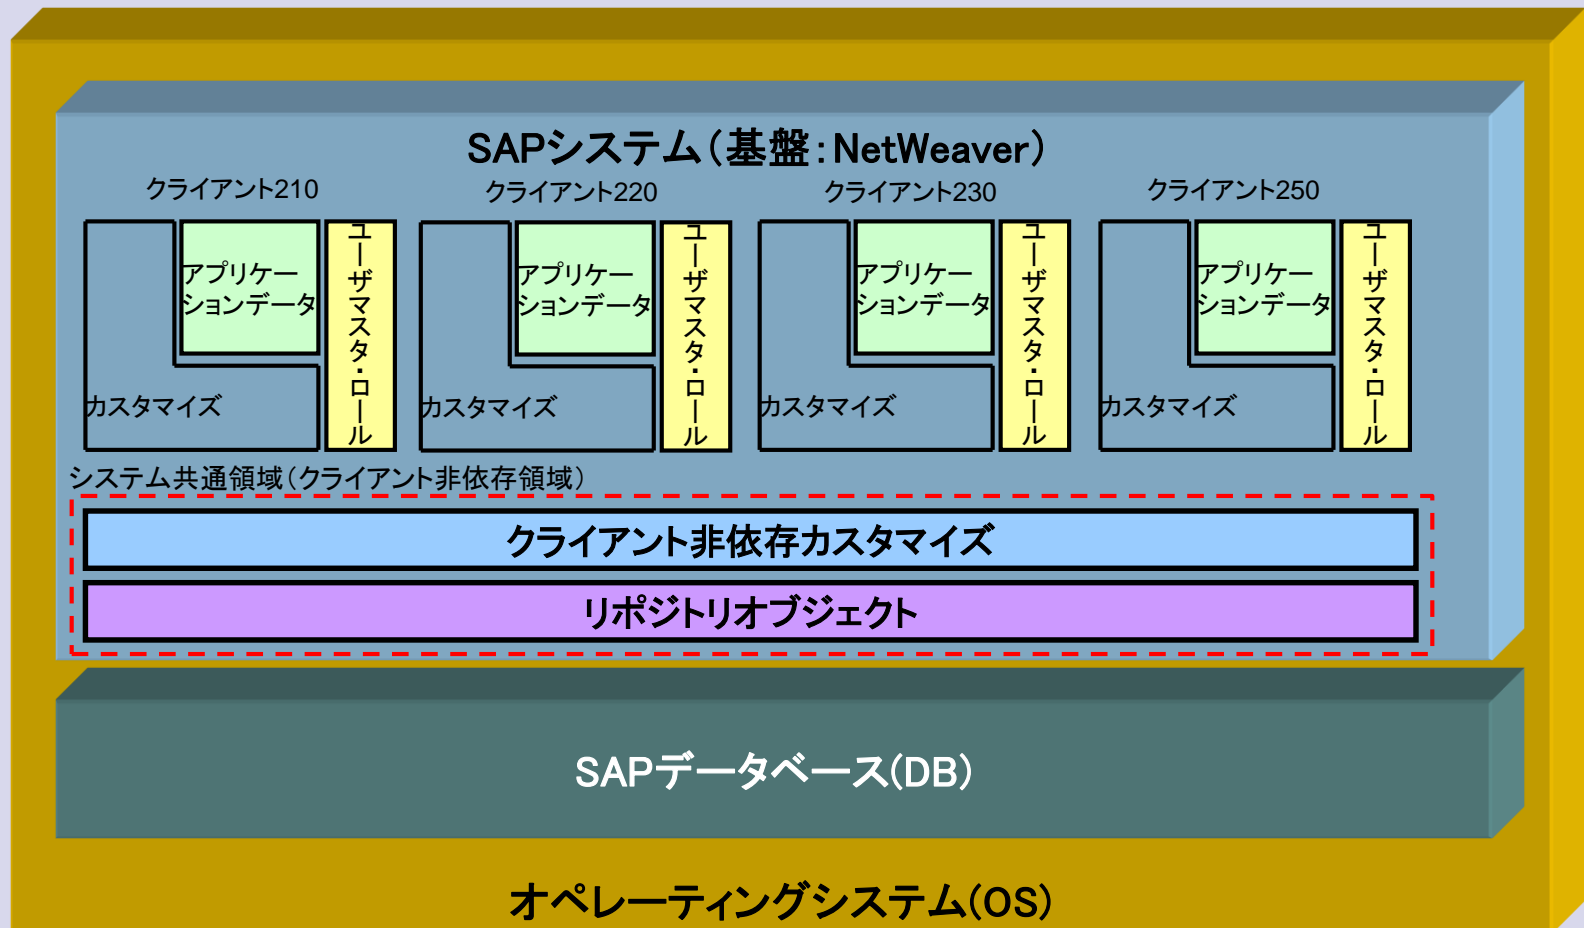 SAPシステム(基盤:NetWeaver)
クライアント210
クライアント220
クライアント230
クライアント250
アプリケー
ションデータ
ユーザマスタ・ロール
カスタマイズ
アプリケー
ションデータ
ユーザマスタ・ロール
カスタマイズ
アプリケー
ションデータ
ユーザマスタ・ロール
カスタマイズ
アプリケー
ションデータ
ユーザマスタ・ロール
カスタマイズ
システム共通領域(クライアント非依存領域)
クライアント非依存カスタマイズ
リポジトリオブジェクト
SAPデータベース(DB)
オペレーティングシステム(OS)